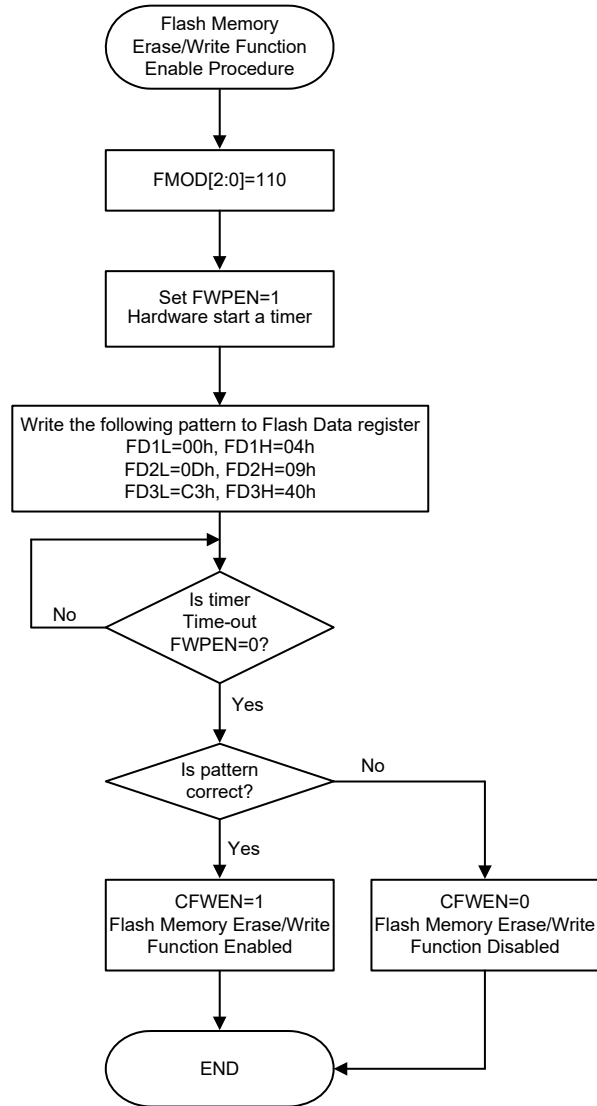 Flash Memory
Erase/Write Function
Enable Procedure
FMOD[2:0]=110
Set FWPEN=1
Hardware start a timer
Write the following pattern to Flash Data register
FD1L=00h, FD1H=04h
FD2L=0Dh, FD2H=09h
FD3L=C3h, FD3H=40h
Is timer
Time-out
FWPEN=0?
No
Yes
Is pattern
correct?
No
Yes
CFWEN=1
Flash Memory Erase/Write
Function Enabled
CFWEN=0
Flash Memory Erase/Write
Function Disabled
END